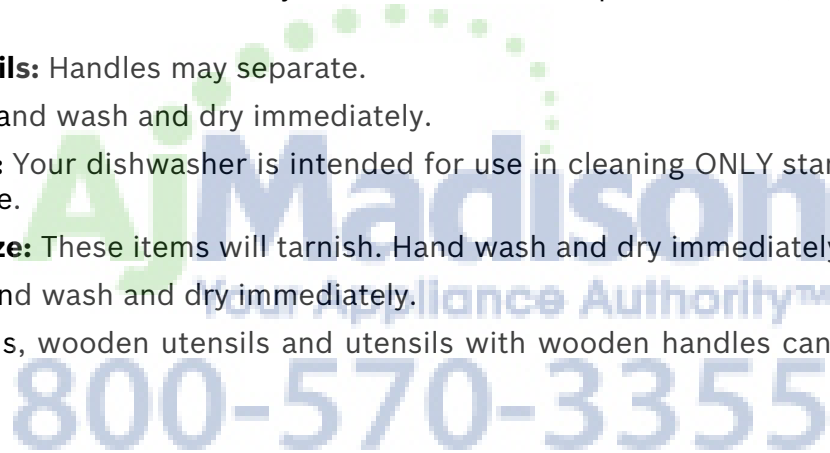 ils: Handles may separate.
and wash and dry immediately.
: Your dishwasher is intended for use in cleaning ONLY star
e.
ze: These items will tarnish. Hand wash and dry immediately
nd wash and dry immediately.
s, wooden utensils and utensils with wooden handles can
AjMadison
Your Appliance Authority™
800-570-3355